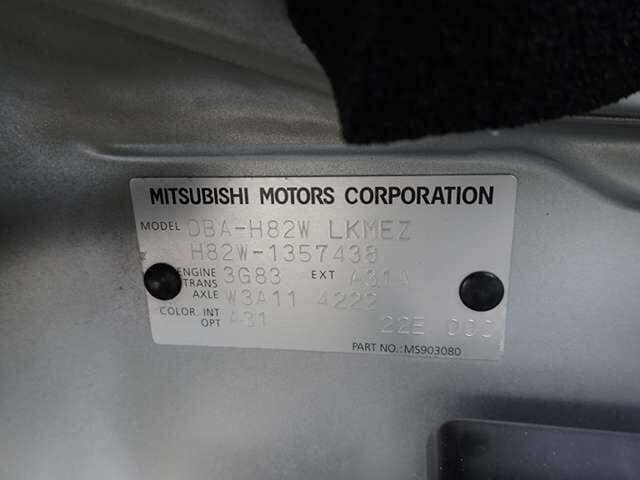 MITSUBISHI MOTORS CORPORATION
MODEL DBA-H82W LKMEZ
H82W-1357438
ENGINE 3G83 EXT A31A
TRANS
AXLE W3A11 4222
COLOR. INT A31 22E 000
OPT
PART NO.:MS903080